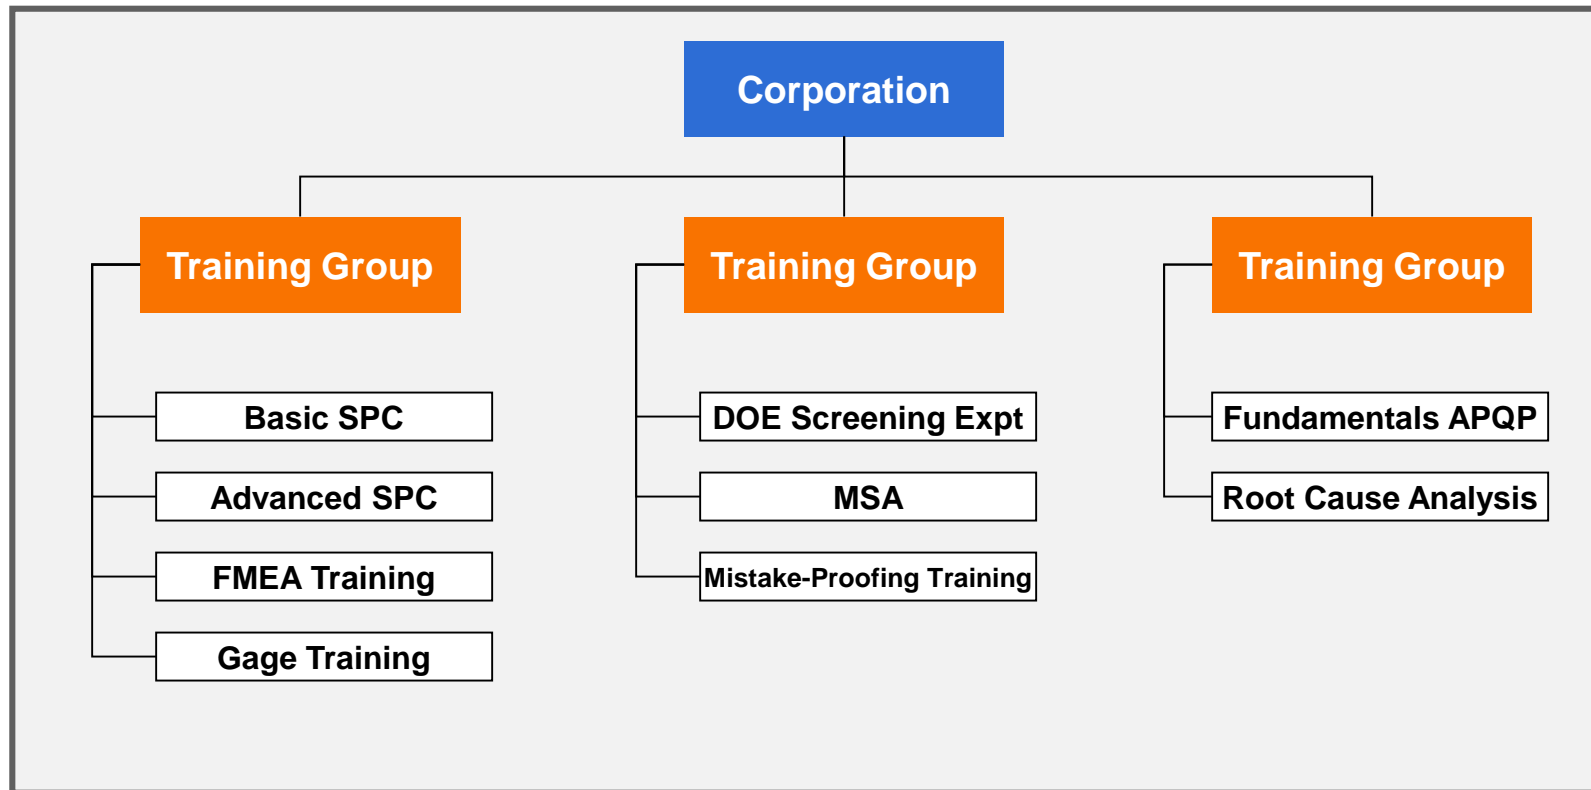 Corporation
Training Group
Training Group
Training Group
Basic SPC
Advanced SPC
FMEA Training
Gage Training
DOE Screening Expt
MSA
Mistake-Proofing Training
Fundamentals APQP
Root Cause Analysis